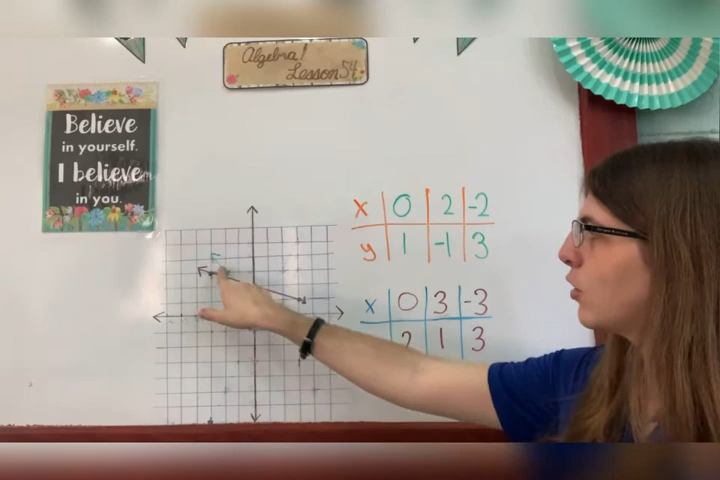 Algebra 1
Lesson 54
Believe
in yourself.
I believe
in you.
x 0 2 -2
y 1 -1 3
x 0 3 -3
2 1 3